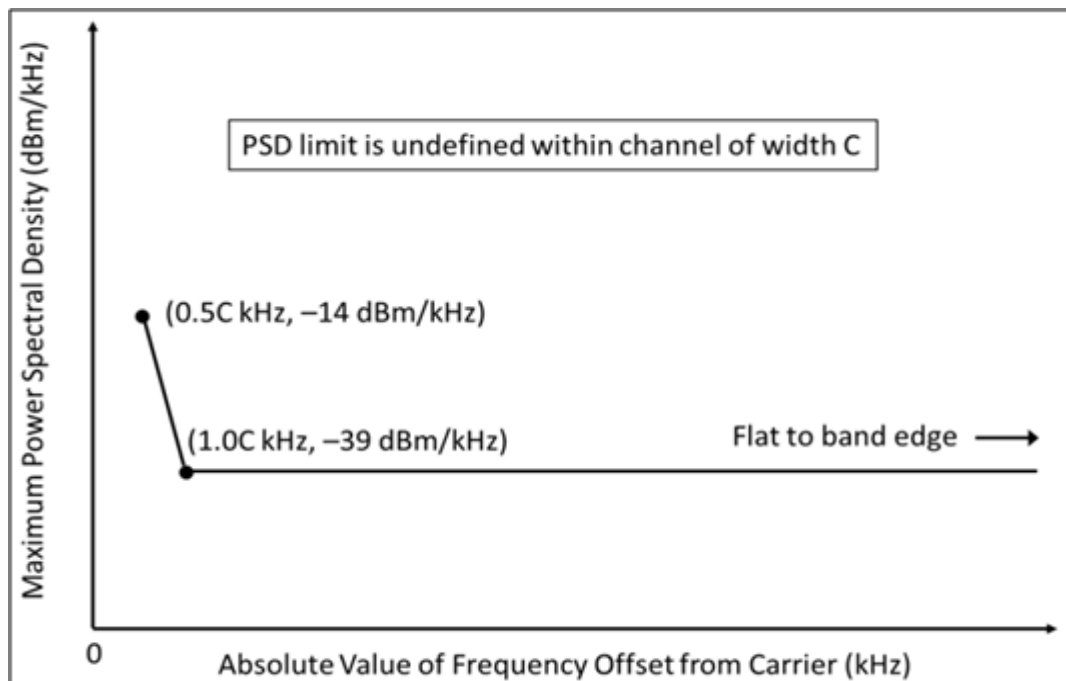 Maximum Power Spectral Density (dBm/kHz)
PSD limit is undefined within channel of width C
(0.5C kHz, –14 dBm/kHz)
(1.0C kHz, –39 dBm/kHz)
Flat to band edge
0
Absolute Value of Frequency Offset from Carrier (kHz)